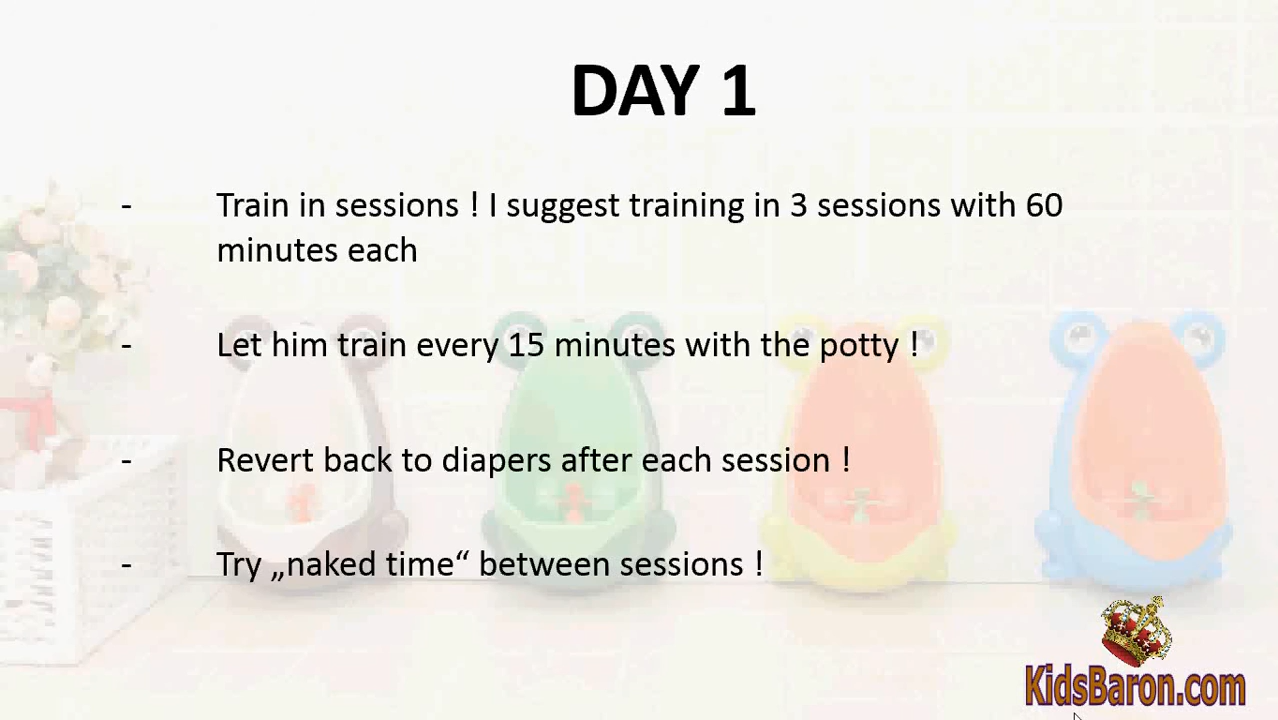 DAY 1
- Train in sessions ! I suggest training in 3 sessions with 60
minutes each
- Let him train every 15 minutes with the potty !
- Revert back to diapers after each session !
- Try „naked time“ between sessions !
KidsBaron.com